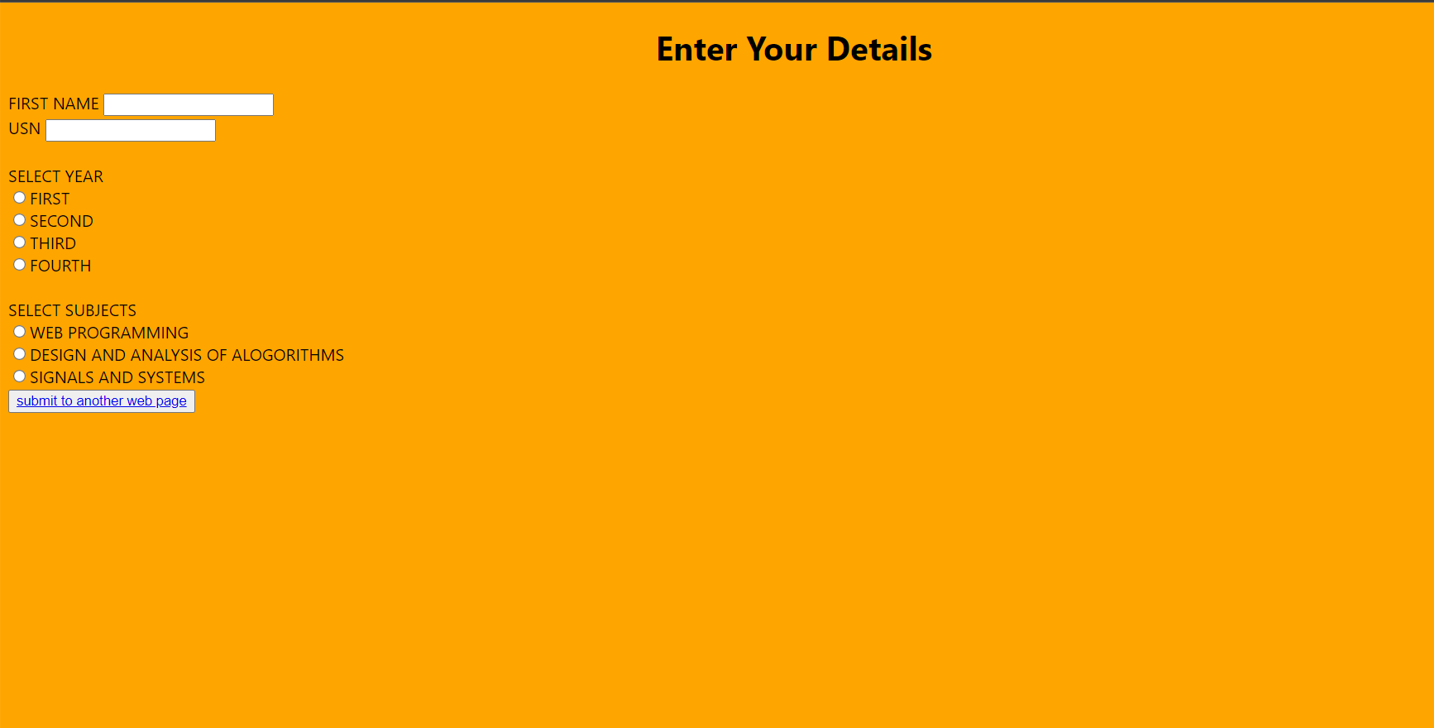 Enter Your Details
FIRST NAME
USN
SELECT YEAR
FIRST
SECOND
THIRD
FOURTH
SELECT SUBJECTS
WEB PROGRAMMING
DESIGN AND ANALYSIS OF ALOGORITHMS
SIGNALS AND SYSTEMS
submit to another web page